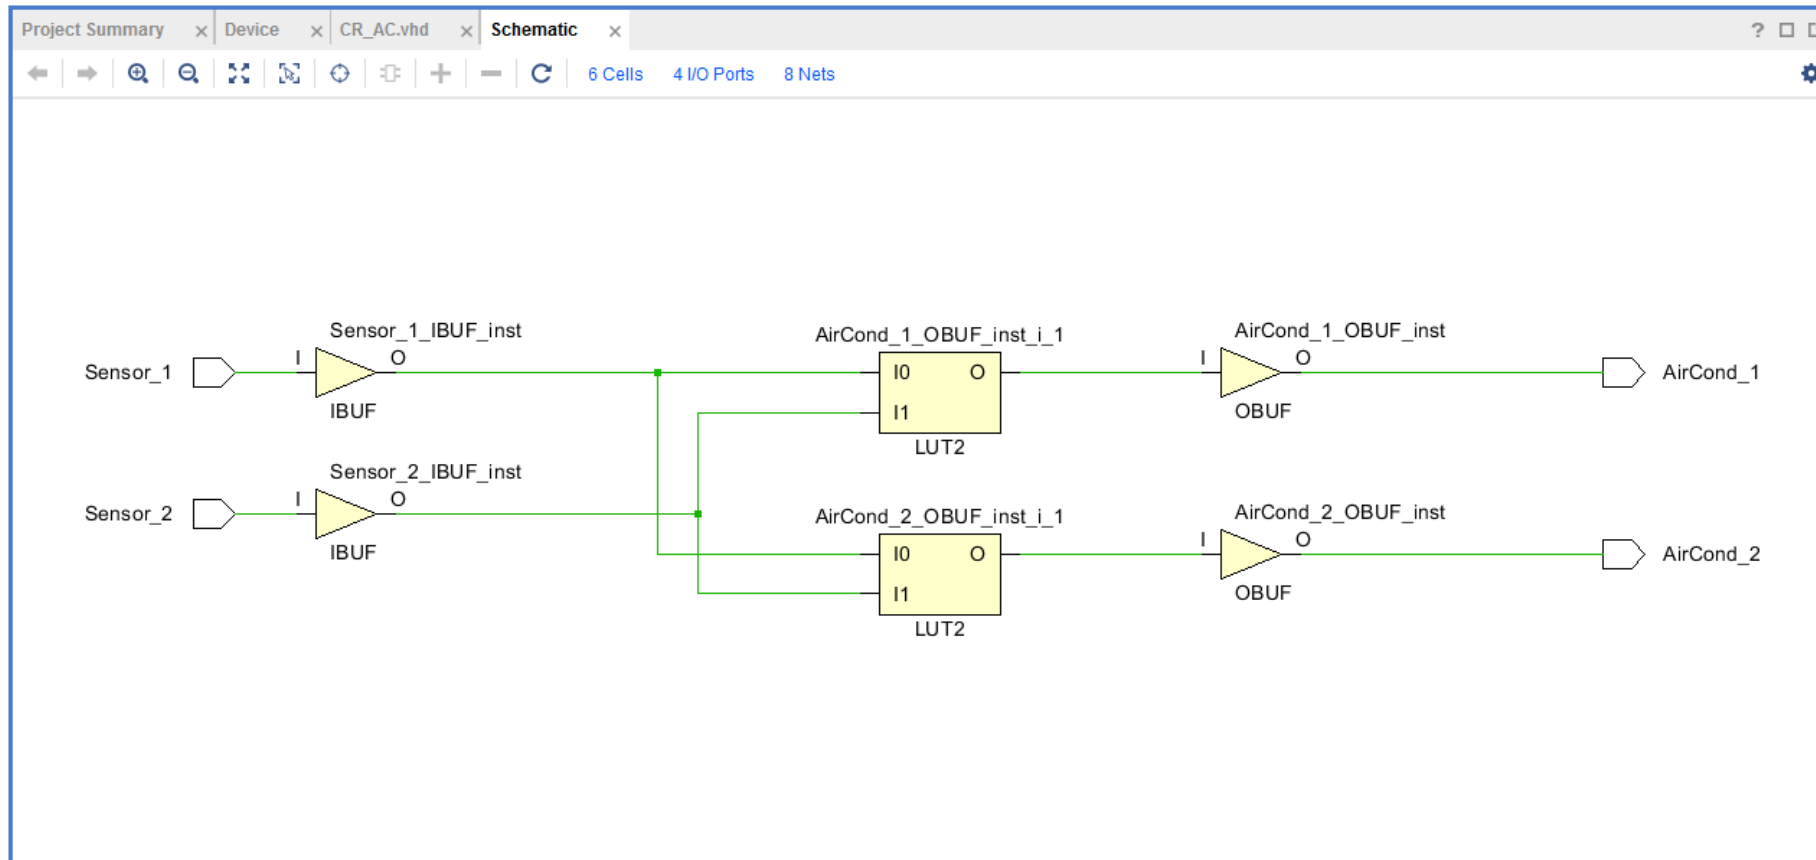 Project Summary × Device × CR_AC.vhd × Schematic × ?
6 Cells 4 I/O Ports 8 Nets
Sensor_1_IBUF_inst AirCond_1_OBUF_inst_i_1 AirCond_1_OBUF_inst
Sensor_1 I O I0 O I O AirCond_1
IBUF I1 OBUF
LUT2
Sensor_2_IBUF_inst
Sensor_2 I O AirCond_2_OBUF_inst_i_1 AirCond_2_OBUF_inst
IBUF I0 O I O AirCond_2
I1 OBUF
LUT2